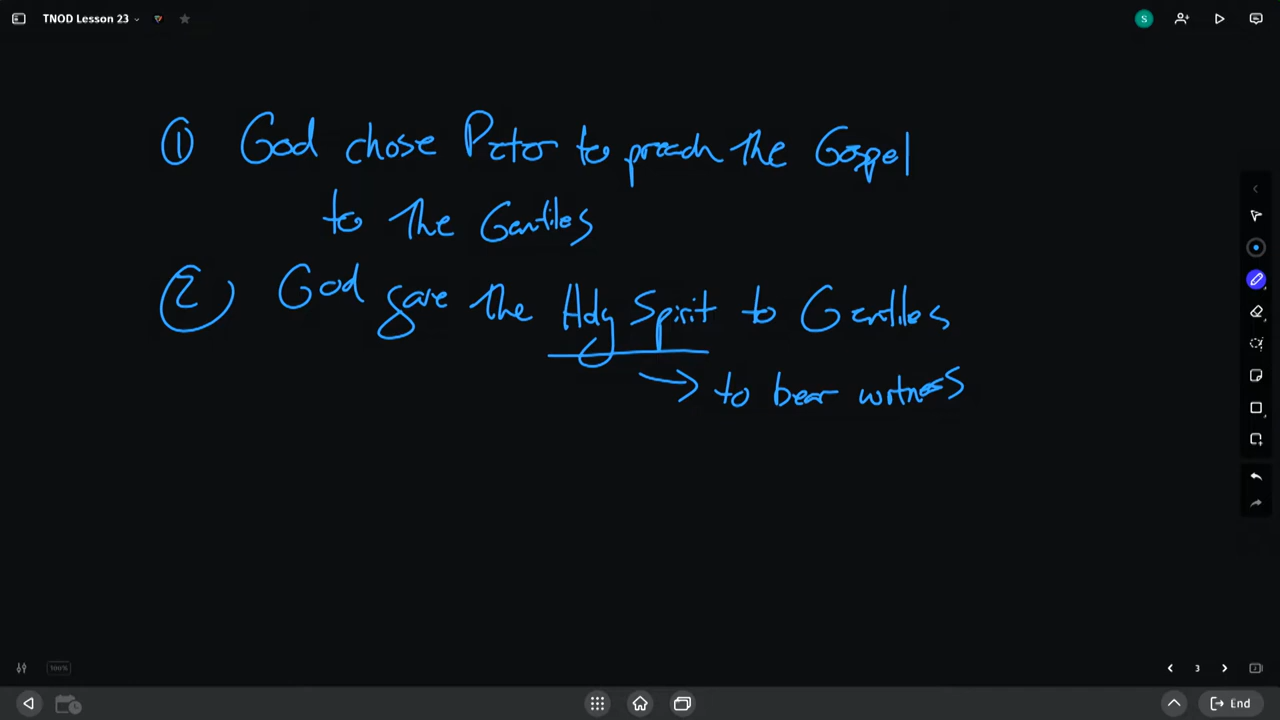 TNOD Lesson 23
S
① God chose Peter to preach the Gospel
to the Gentiles
② God gave the Holy Spirit to Gentiles
→ to bear witness
100%
3
End